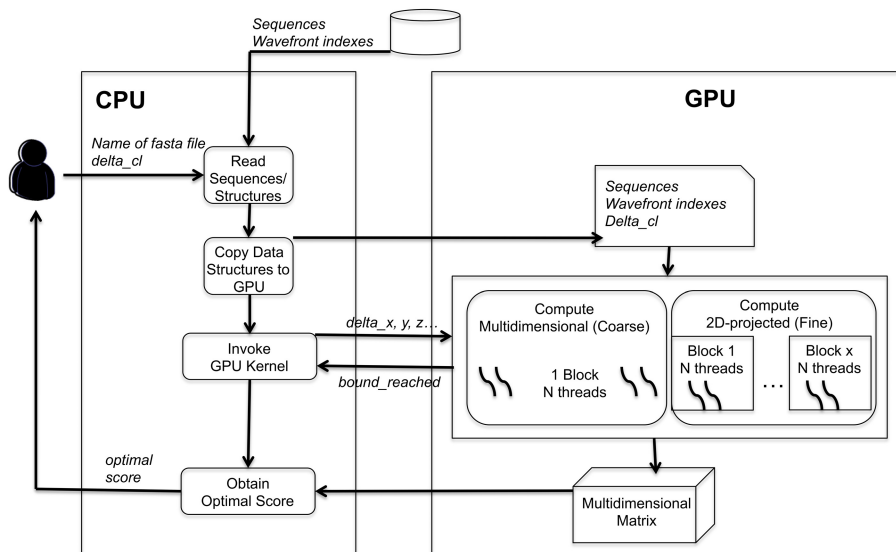 Sequences
Wavefront indexes
CPU
GPU
Name of fasta file
delta_cl
Read
Sequences/
Structures
Sequences
Wavefront indexes
Delta_cl
Copy Data
Structures to
GPU
delta_x, y, z...
Invoke
GPU Kernel
bound_reached
Compute
Multidimensional (Coarse)
1 Block
N threads
Compute
2D-projected (Fine)
Block 1
N threads
...
Block x
N threads
optimal
score
Obtain
Optimal Score
Multidimensional
Matrix